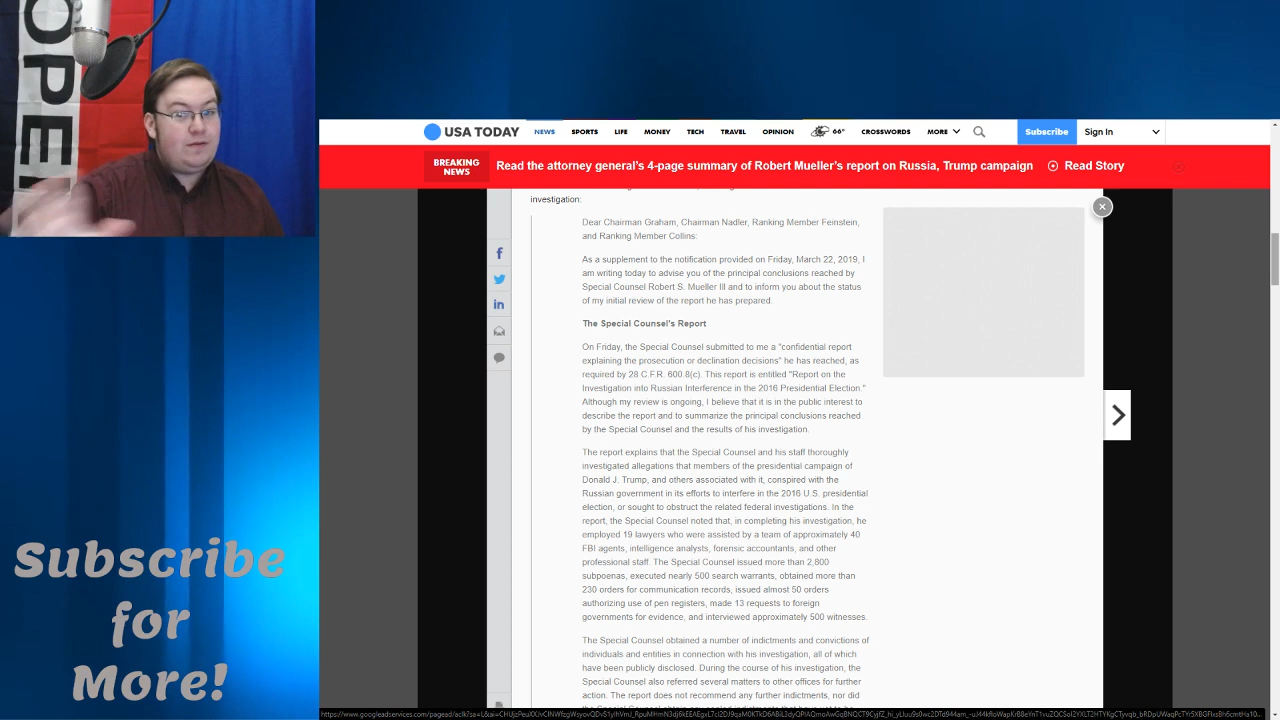 OPE
USA TODAY
NEWS
SPORTS
LIFE
MONEY
TECH
TRAVEL
OPINION
66°
CROSSWORDS
MORE
Subscribe
Sign In
BREAKING
NEWS
Read the attorney general's 4-page summary of Robert Mueller's report on Russia, Trump campaign
Read Story
investigation:
Dear Chairman Graham, Chairman Nadler, Ranking Member Feinstein,
and Ranking Member Collins:
As a supplement to the notification provided on Friday, March 22, 2019, I
am writing today to advise you of the principal conclusions reached by
Special Counsel Robert S. Mueller III and to inform you about the status
of my initial review of the report he has prepared.
The Special Counsel's Report
On Friday, the Special Counsel submitted to me a "confidential report
explaining the prosecution or declination decisions" he has reached, as
required by 28 C.F.R. 600.8(c). This report is entitled "Report on the
Investigation into Russian Interference in the 2016 Presidential Election."
Although my review is ongoing, I believe that it is in the public interest to
describe the report and to summarize the principal conclusions reached
by the Special Counsel and the results of his investigation.
The report explains that the Special Counsel and his staff thoroughly
investigated allegations that members of the presidential campaign of
Donald J. Trump, and others associated with it, conspired with the
Russian government in its efforts to interfere in the 2016 U.S. presidential
election, or sought to obstruct the related federal investigations. In the
report, the Special Counsel noted that, in completing his investigation, he
employed 19 lawyers who were assisted by a team of approximately 40
FBI agents, intelligence analysts, forensic accountants, and other
professional staff. The Special Counsel issued more than 2,800
subpoenas, executed nearly 500 search warrants, obtained more than
230 orders for communication records, issued almost 50 orders
authorizing use of pen registers, made 13 requests to foreign
governments for evidence, and interviewed approximately 500 witnesses.
The Special Counsel obtained a number of indictments and convictions of
individuals and entities in connection with his investigation, all of which
have been publicly disclosed. During the course of his investigation, the
Special Counsel also referred several matters to other offices for further
action. The report does not recommend any further indictments, nor did
Subscribe
for
More!